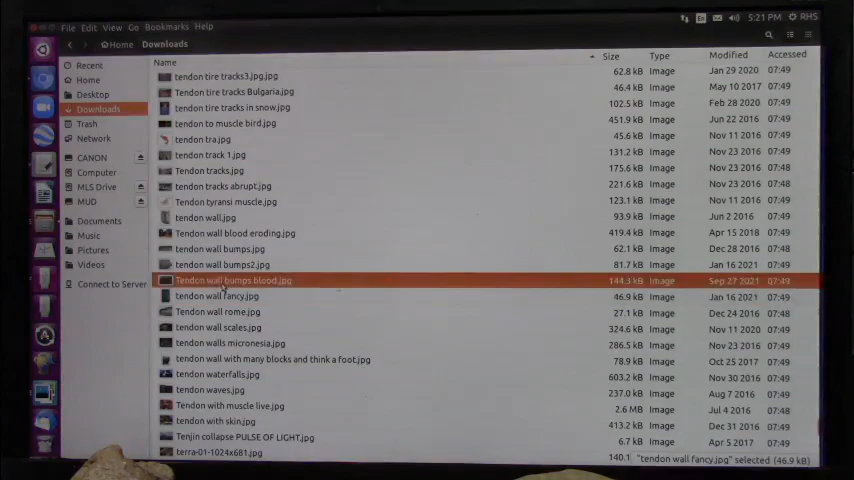 File Edit View Go Bookmarks Help
En 5:21 PM RHS
Home Downloads
Name Size Type Modified Accessed
Recent
Home
Desktop
Downloads
Trash
Network
CANON
Computer
MLS Drive
MUD
Documents
Music
Pictures
Videos
Connect to Server
tendon tire tracks3.jpg.jpg 62.8 kB Image Jan 29 2020 07:49
Tendon tire tracks Bulgaria.jpg 46.4 kB Image May 10 2017 07:49
tendon tire tracks in snow.jpg 102.5 kB Image Feb 28 2020 07:49
tendon to muscle bird.jpg 451.9 kB Image Jun 22 2016 07:49
tendon tra.jpg 45.6 kB Image Nov 11 2016 07:49
tendon track 1.jpg 131.2 kB Image Nov 23 2016 07:49
Tendon tracks.jpg 175.6 kB Image Nov 23 2016 07:48
tendon tracks abrupt.jpg 221.6 kB Image Nov 23 2016 07:48
Tendon tyransi muscle.jpg 123.1 kB Image Nov 11 2016 07:49
tendon wall.jpg 93.9 kB Image Jun 2 2016 07:49
Tendon wall blood eroding.jpg 419.4 kB Image Apr 15 2018 07:49
tendon wall bumps.jpg 62.1 kB Image Dec 28 2016 07:49
tendon wall bumps2.jpg 81.7 kB Image Jan 16 2021 07:49
Tendon wall bumps blood.jpg 144.3 kB Image Sep 27 2021 07:49
tendon wall fancy.jpg 46.9 kB Image Jan 16 2021 07:49
Tendon wall rome.jpg 27.1 kB Image Dec 24 2016 07:48
tendon wall scales.jpg 324.6 kB Image Nov 11 2020 07:49
tendon walls micronesia.jpg 286.5 kB Image Nov 23 2016 07:49
tendon wall with many blocks and think a foot.jpg 78.9 kB Image Oct 25 2017 07:49
tendon waterfalls.jpg 603.2 kB Image Nov 30 2016 07:49
tendon waves.jpg 237.0 kB Image Aug 7 2016 07:49
Tendon with muscle live.jpg 2.6 MB Image Jul 4 2016 07:48
tendon with skin.jpg 413.2 kB Image Dec 31 2016 07:49
Tenjin collapse PULSE OF LIGHT.jpg 6.7 kB Image Apr 5 2017 07:49
terra-01-1024x681.jpg 140.1 "tendon wall fancy.jpg" selected (46.9 kB)